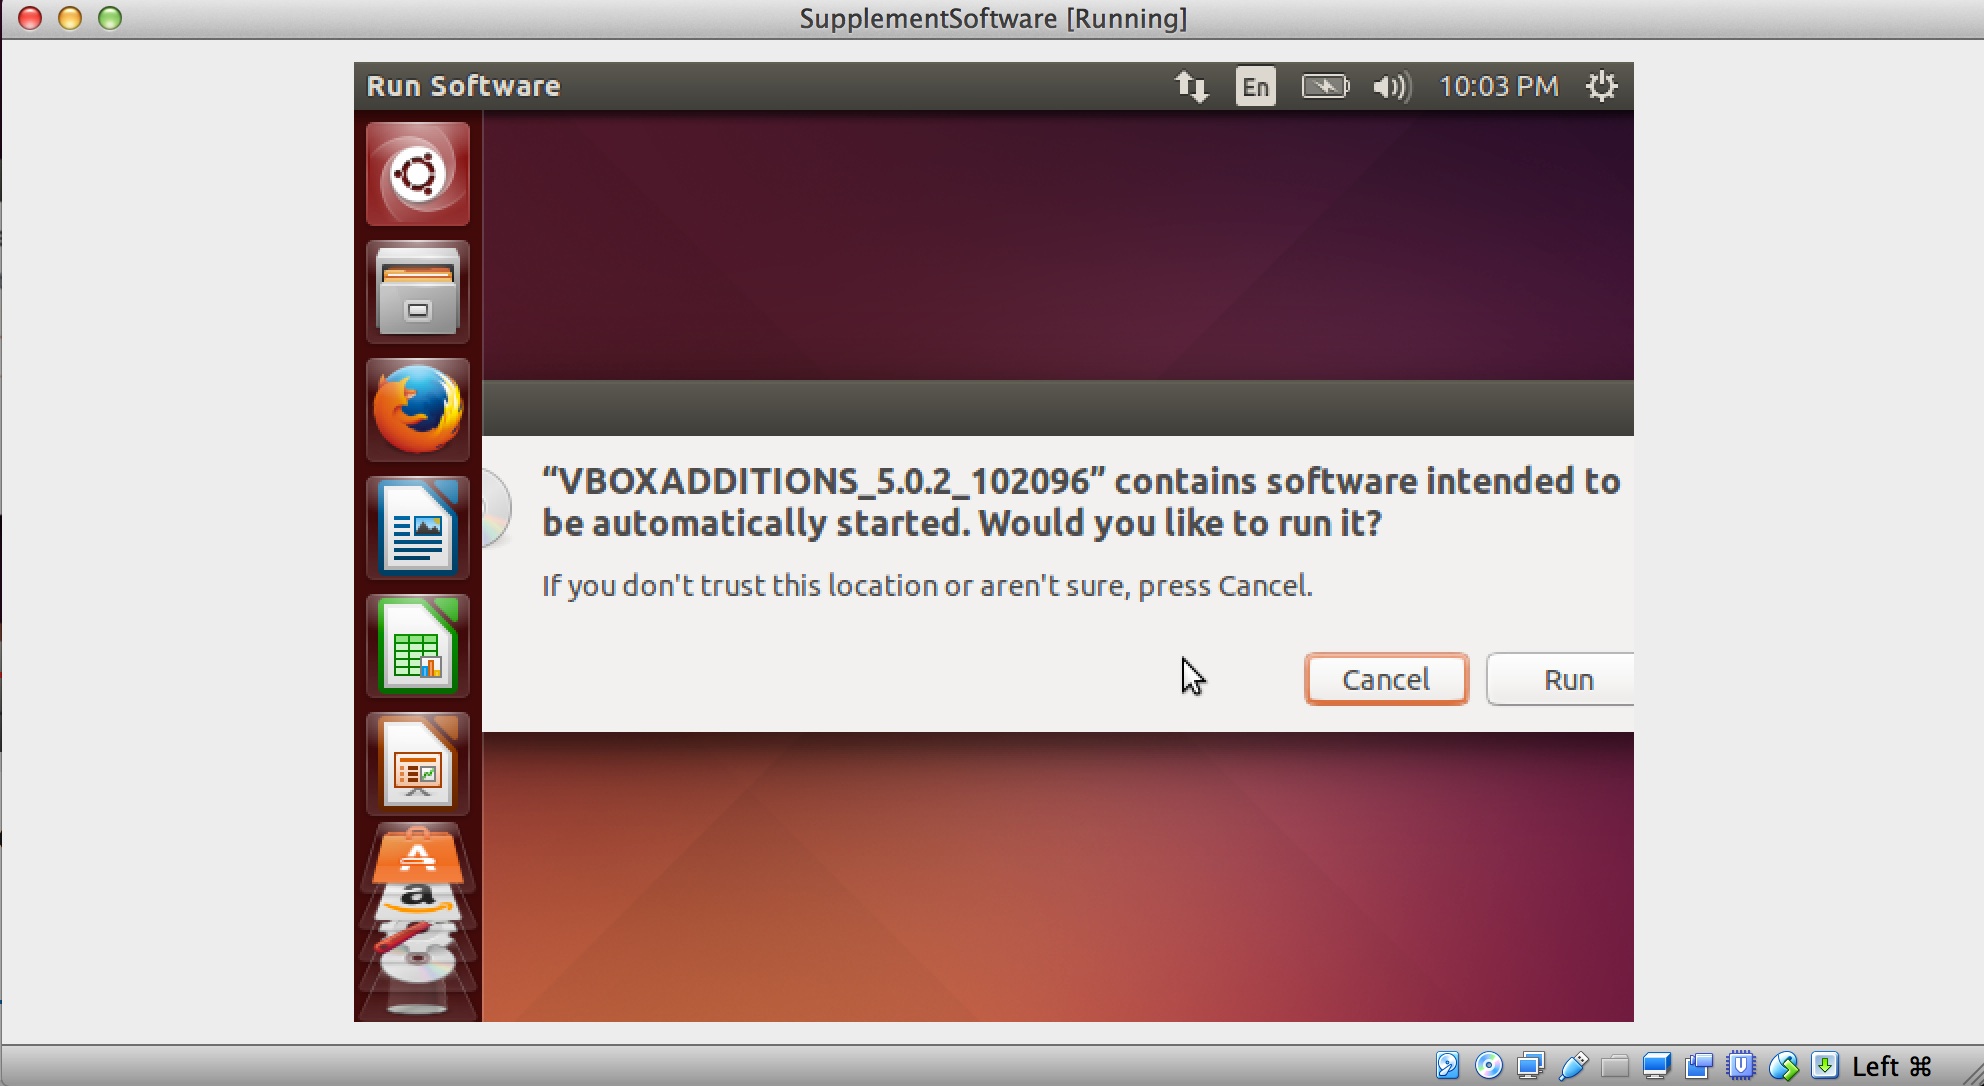 SupplementSoftware [Running]
Run Software
En
10:03 PM
“VBOXADDITIONS_5.0.2_102096” contains software intended to
be automatically started. Would you like to run it?
If you don't trust this location or aren't sure, press Cancel.
Cancel
Run
A
a
Left ⌘